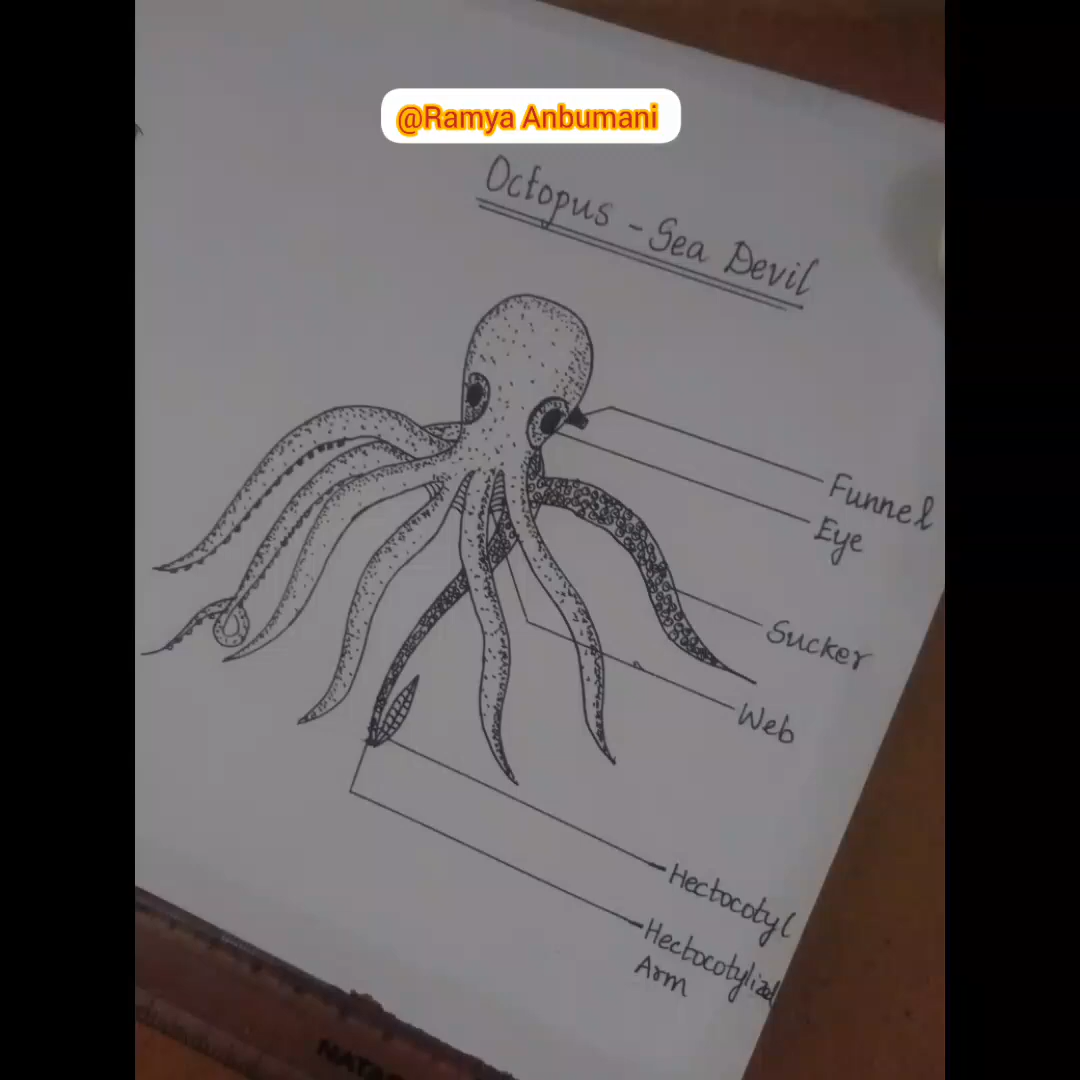 @Ramya Anbumani
Octopus - Sea Devil
Funnel
Eye
Sucker
Web
Hectocotyl
Hectocotylized
Arm